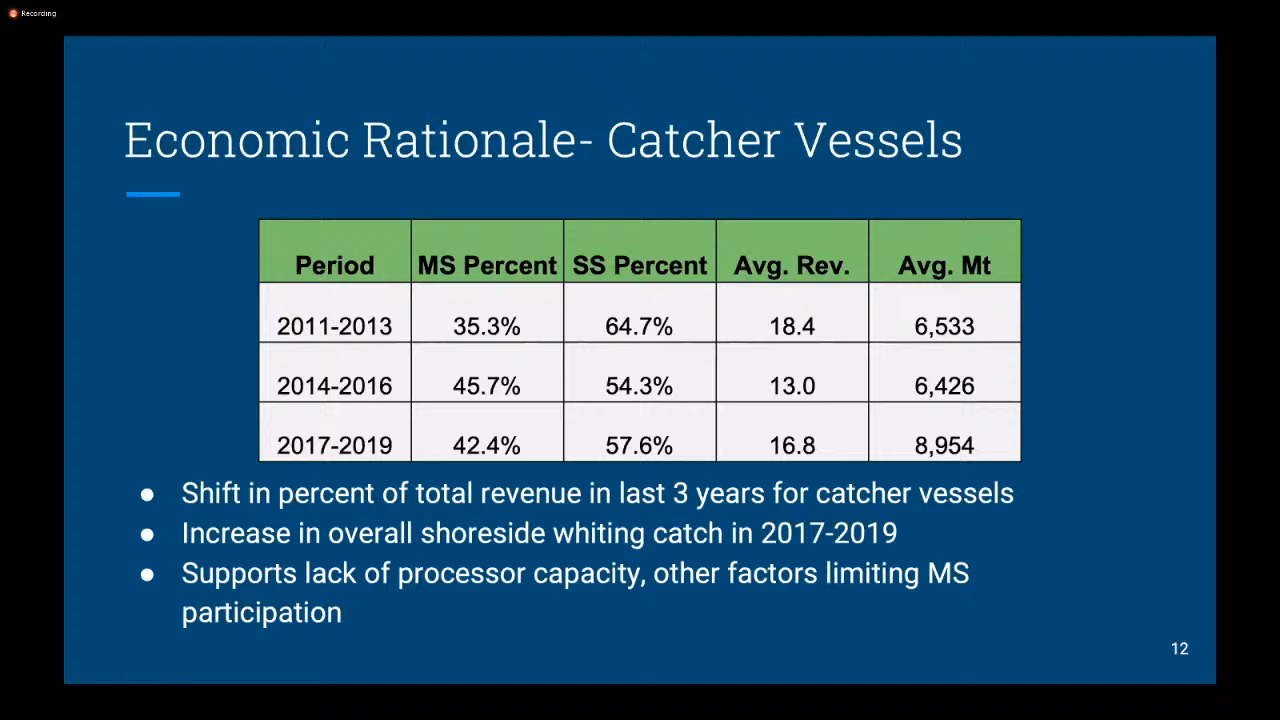 Recording
Economic Rationale- Catcher Vessels
Period MS Percent SS Percent Avg. Rev. Avg. Mt
2011-2013 35.3% 64.7% 18.4 6,533
2014-2016 45.7% 54.3% 13.0 6,426
2017-2019 42.4% 57.6% 16.8 8,954
● Shift in percent of total revenue in last 3 years for catcher vessels
● Increase in overall shoreside whiting catch in 2017-2019
● Supports lack of processor capacity, other factors limiting MS
participation
12